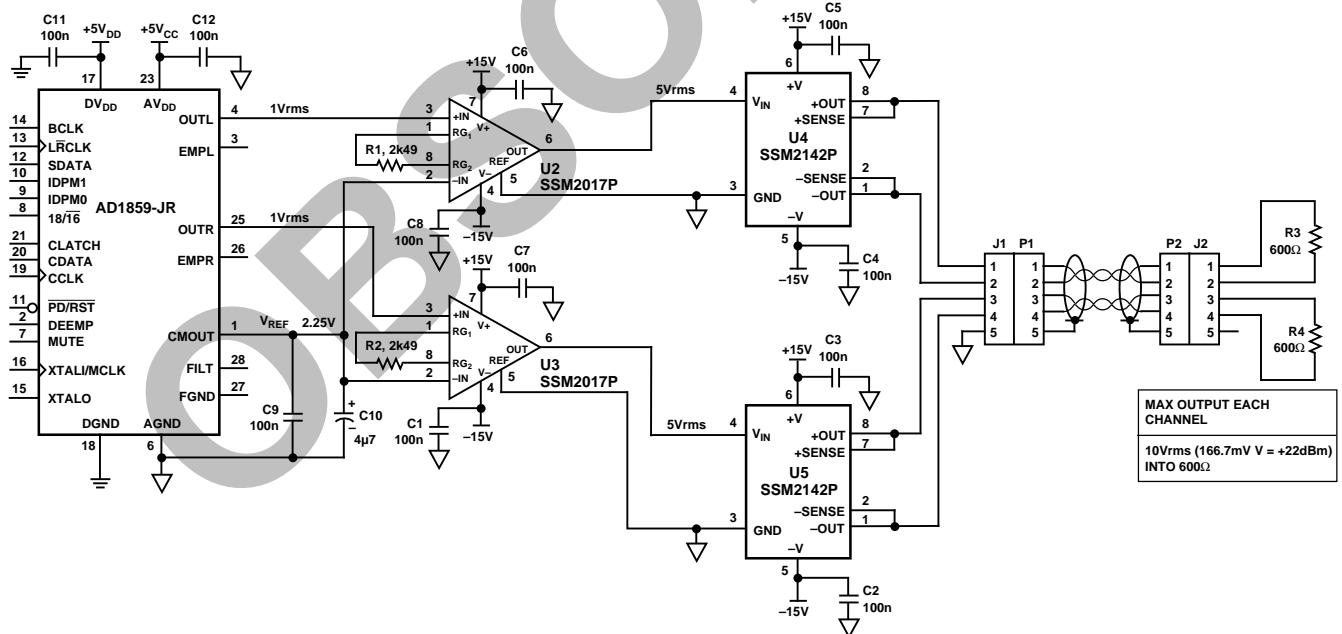 OBSO
C11
100n
+5VDD
+5VCC
C12
100n
17
23
DVDD
AVDD
14
BCLK
13
LRCLK
12
SDATA
10
IDPM1
9
IDPM0
8
18/16
21
CLATCH
20
CDATA
19
CCLK
11
PD/RST
2
DEEMP
7
MUTE
16
XTALI/MCLK
15
XTALO
AD1859-JR
OUTL
4
1Vrms
EMPL
3
OUTR
25
1Vrms
EMPR
26
CMOUT
1
VREF 2.25V
FILT
28
FGND
27
DGND
AGND
18
6
C9
100n
+
–
C10
4µ7
+15V
C6
100n
7
3
+IN
V+
1
RG1
R1, 2k49
8
RG2
2
–IN
V–
REF
OUT
6
5
4
U2
SSM2017P
C8
100n
–15V
+15V
C7
100n
7
3
+IN
V+
1
RG1
R2, 2k49
8
RG2
2
–IN
V–
REF
OUT
6
5
4
U3
SSM2017P
C1
100n
–15V
5Vrms
5Vrms
+15V
C5
100n
6
+V
4
VIN
+OUT
8
+SENSE
7
U4
SSM2142P
–SENSE
2
–OUT
1
3
GND
–V
5
–15V
C4
100n
+15V
C3
100n
6
+V
4
VIN
+OUT
8
+SENSE
7
U5
SSM2142P
–SENSE
2
–OUT
1
3
GND
–V
5
–15V
C2
100n
J1 P1
1 1
2 2
3 3
4 4
5 5
P2 J2
1 1
2 2
3 3
4 4
5 5
R3
600Ω
R4
600Ω
MAX OUTPUT EACH
CHANNEL
10Vrms (166.7mV V = +22dBm)
INTO 600Ω